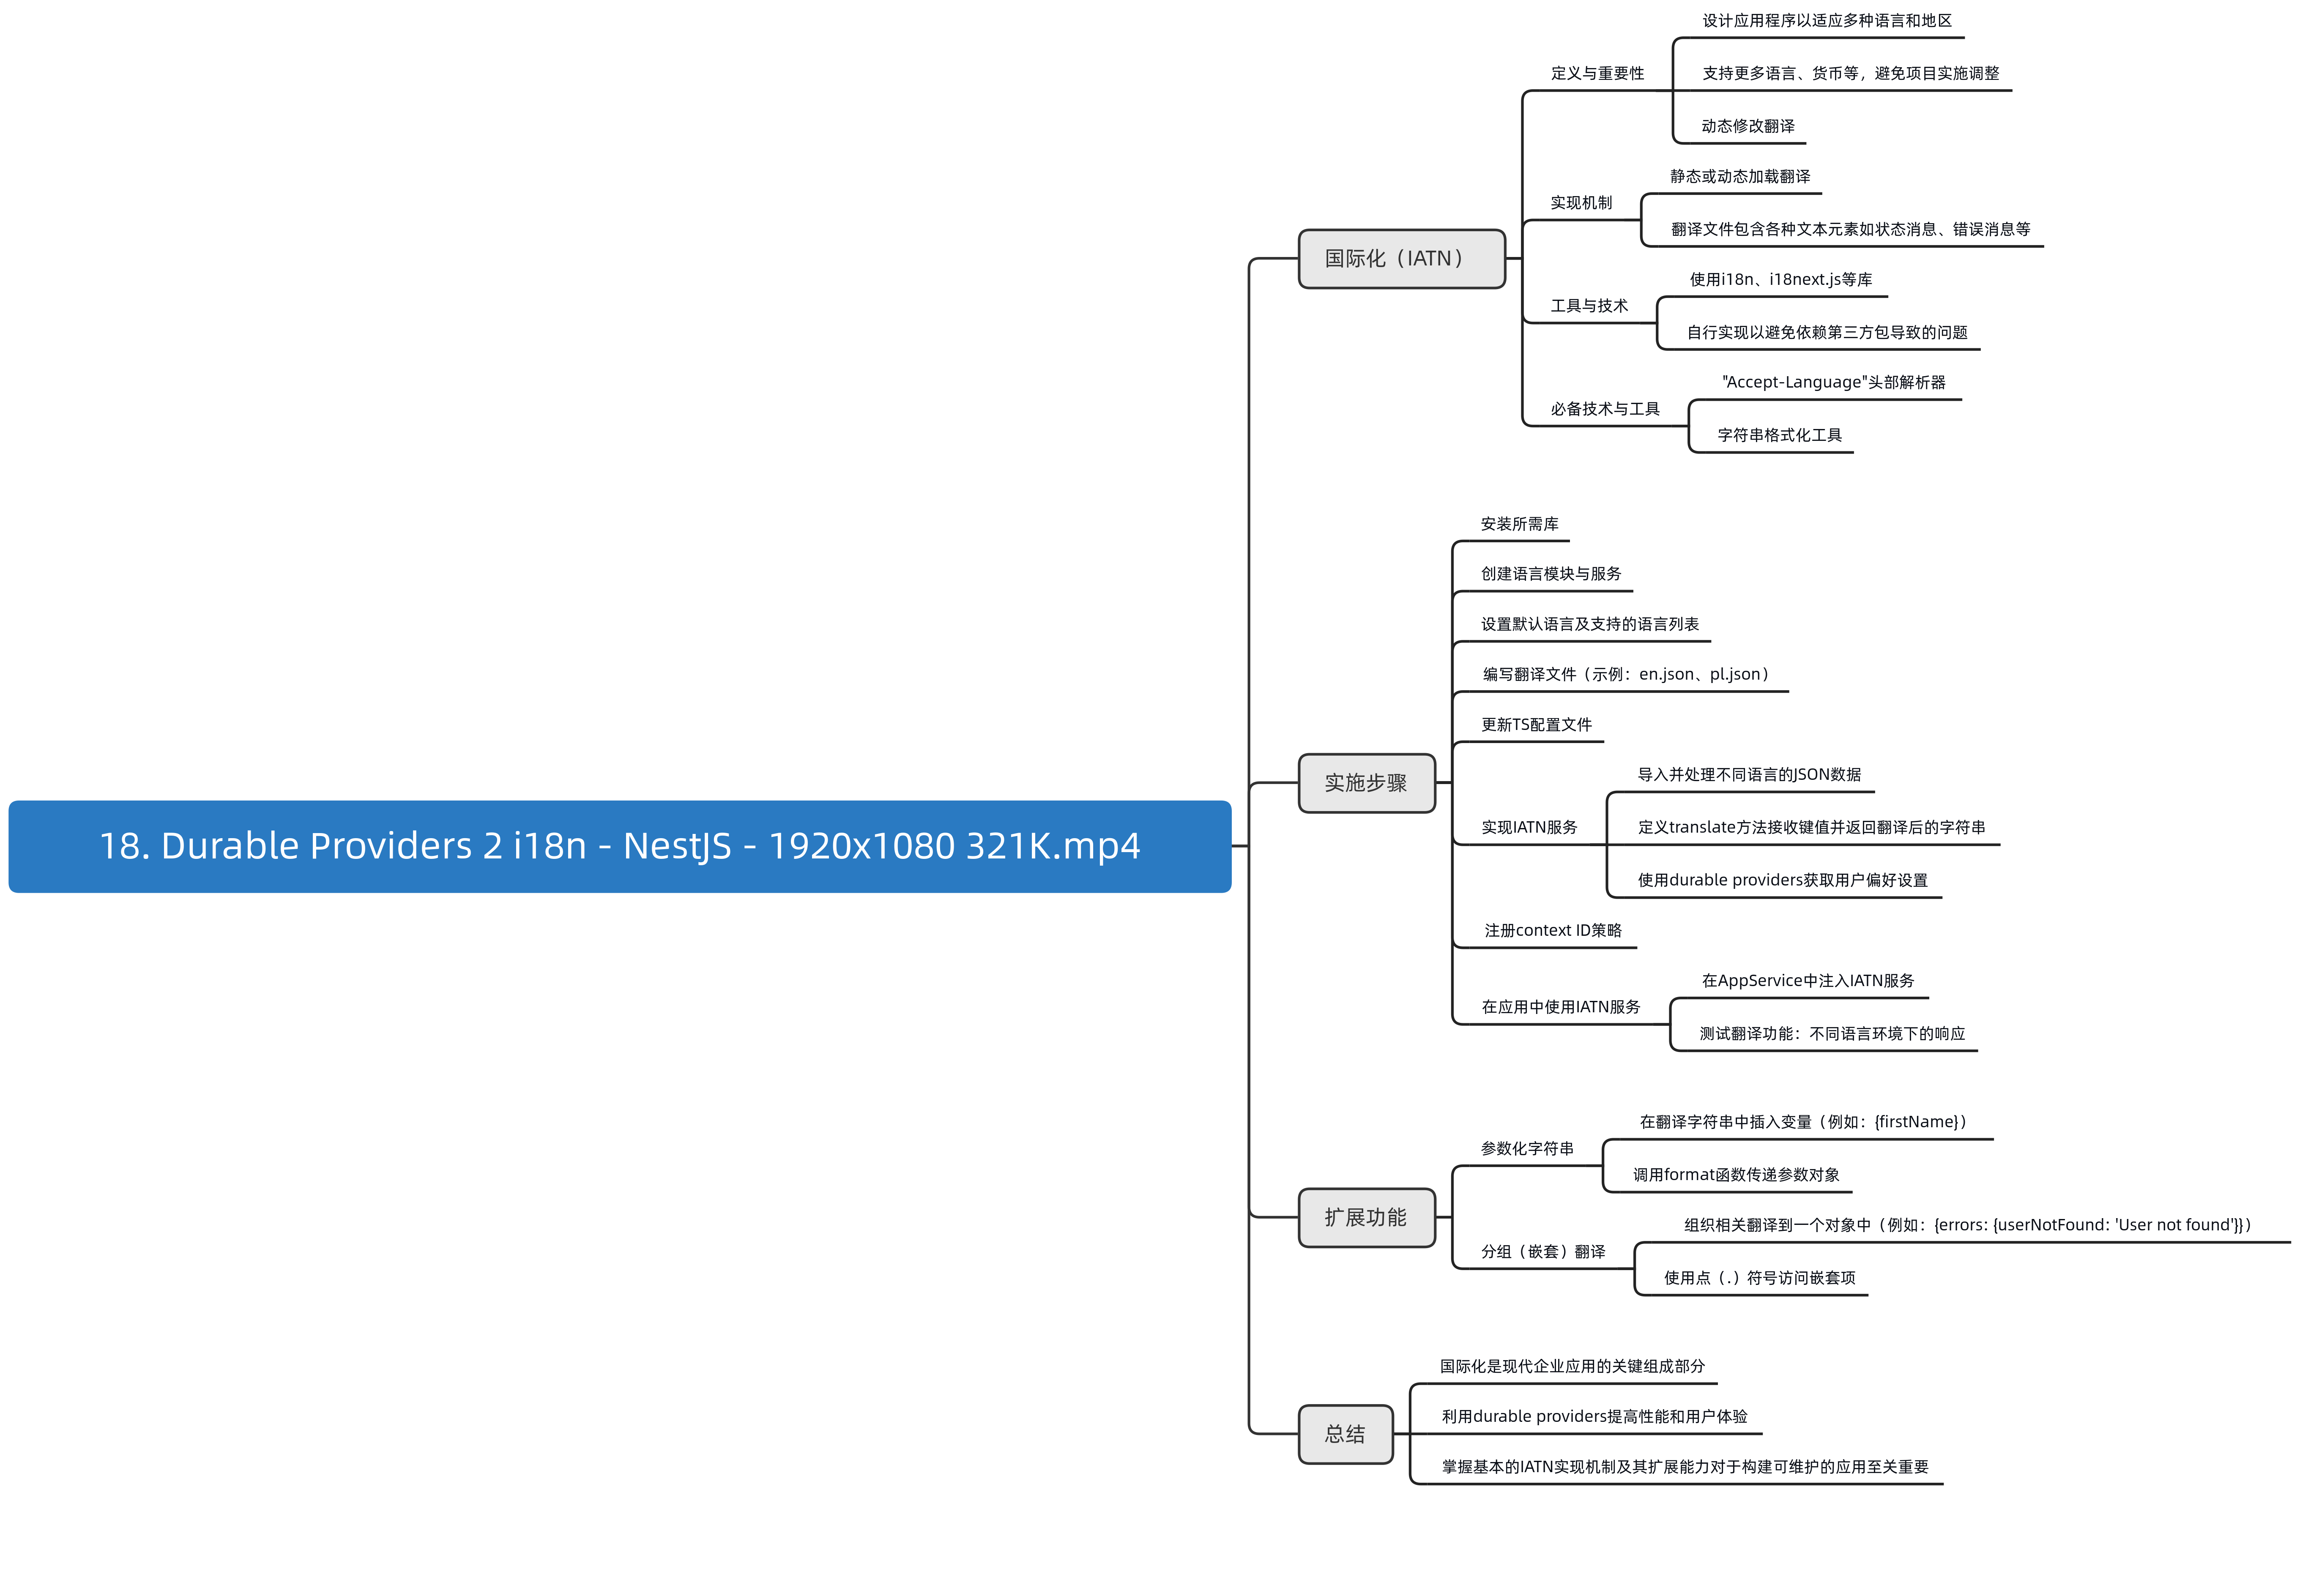 18. Durable Providers 2 i18n - NestJS - 1920x1080 321K.mp4
国际化（IATN）
定义与重要性
设计应用程序以适应多种语言和地区
支持更多语言、货币等，避免项目实施调整
动态修改翻译
实现机制
静态或动态加载翻译
翻译文件包含各种文本元素如状态消息、错误消息等
工具与技术
使用i18n、i18next.js等库
自行实现以避免依赖第三方包导致的问题
必备技术与工具
"Accept-Language"头部解析器
字符串格式化工具
实施步骤
安装所需库
创建语言模块与服务
设置默认语言及支持的语言列表
编写翻译文件（示例：en.json、pl.json）
更新TS配置文件
实现IATN服务
导入并处理不同语言的JSON数据
定义translate方法接收键值并返回翻译后的字符串
使用durable providers获取用户偏好设置
注册context ID策略
在应用中使用IATN服务
在AppService中注入IATN服务
测试翻译功能：不同语言环境下的响应
扩展功能
参数化字符串
在翻译字符串中插入变量（例如：{firstName}）
调用format函数传递参数对象
分组（嵌套）翻译
组织相关翻译到一个对象中（例如：{errors: {userNotFound: 'User not found'}}）
使用点（.）符号访问嵌套项
总结
国际化是现代企业应用的关键组成部分
利用durable providers提高性能和用户体验
掌握基本的IATN实现机制及其扩展能力对于构建可维护的应用至关重要